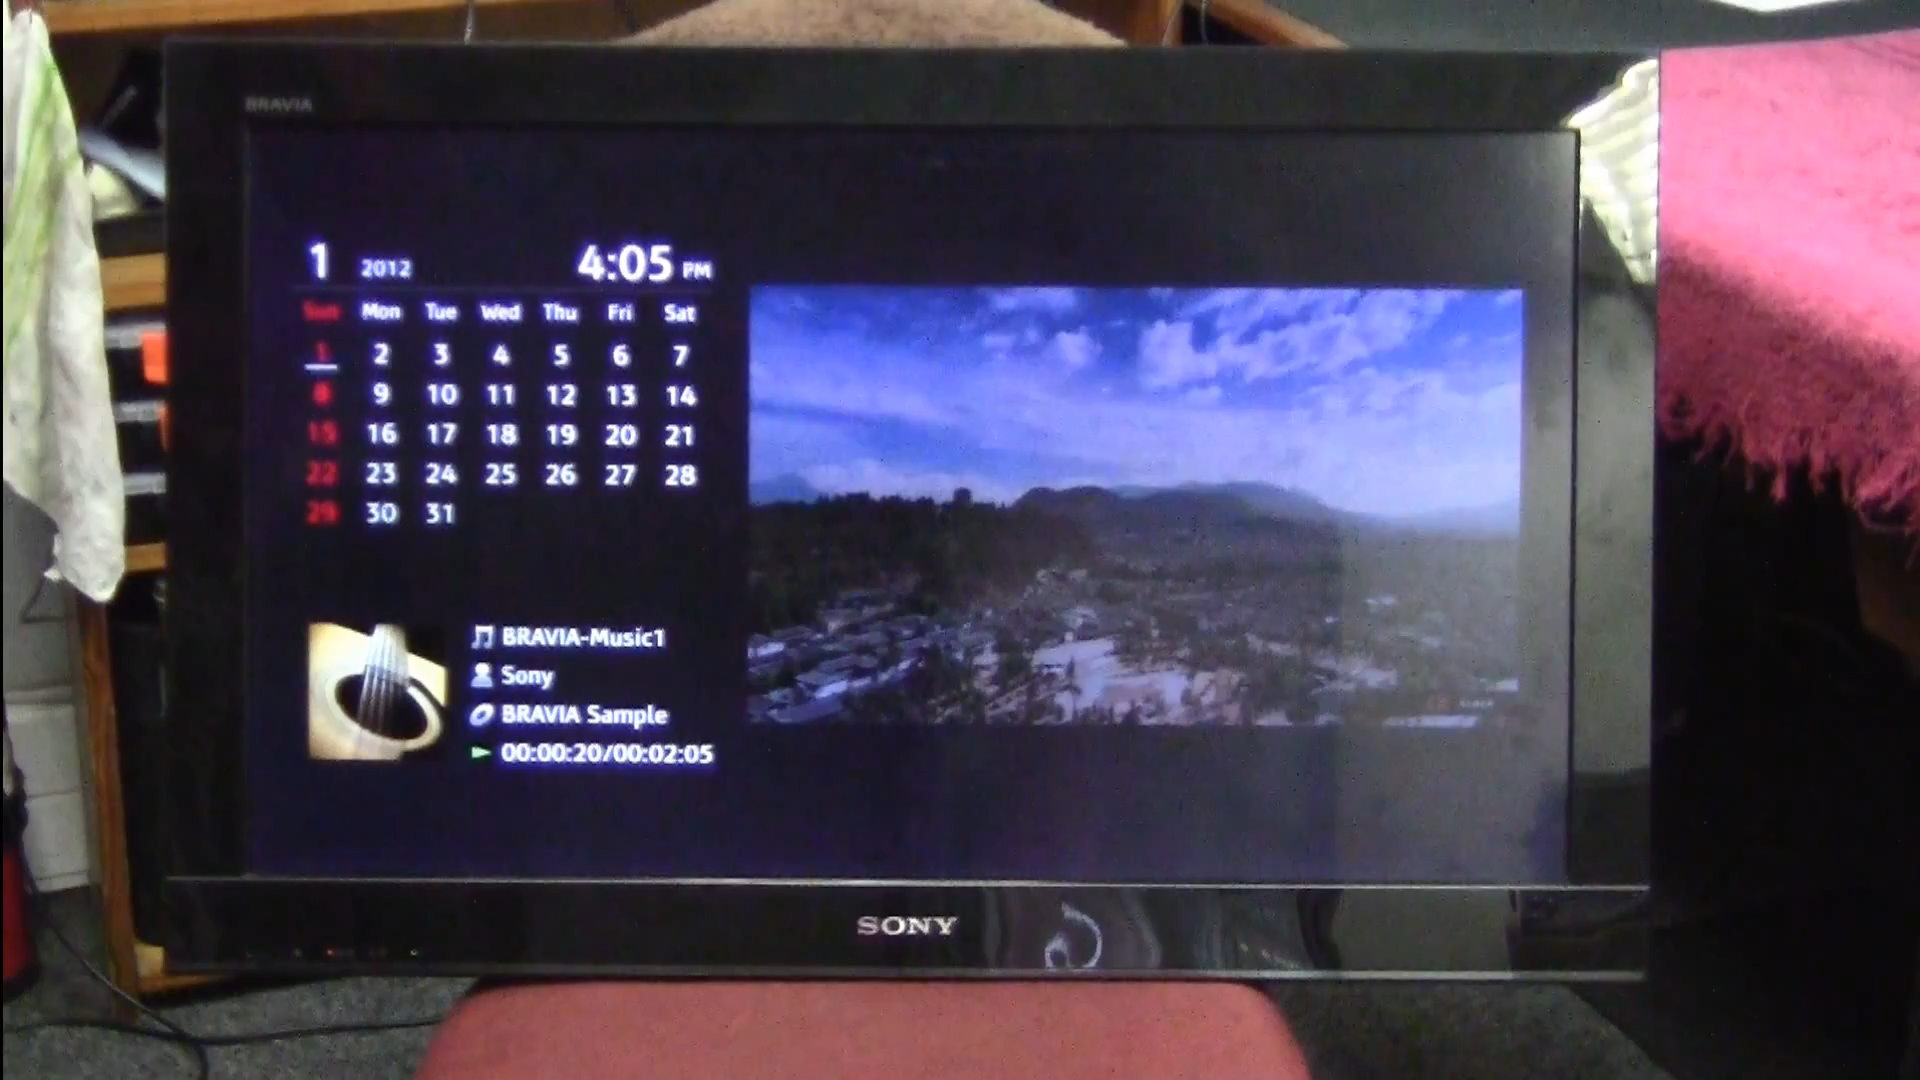 BRAVIA
1 2012 4:05 PM
Sun Mon Tue Wed Thu Fri Sat
1 2 3 4 5 6 7
8 9 10 11 12 13 14
15 16 17 18 19 20 21
22 23 24 25 26 27 28
29 30 31
BRAVIA-Music1
Sony
BRAVIA Sample
00:00:20/00:02:05
SONY